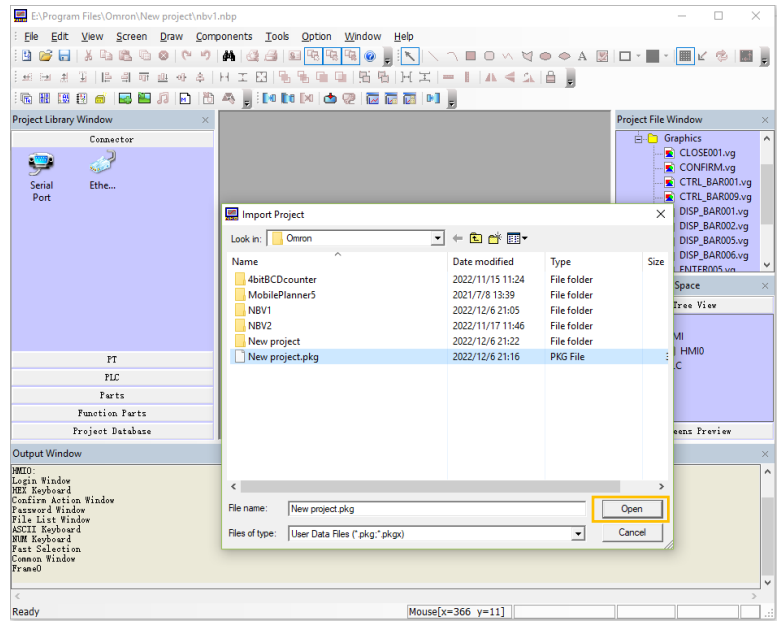 E:\Program Files\Omron\New project\nbv1.nbp
File Edit View Screen Draw Components Tools Option Window Help
Project Library Window
Connector
Serial Port
Ethe...
PT
PLC
Parts
Function Parts
Project Database
Project File Window
Graphics
CLOSE001.vg
CONFIRM.vg
CTRL_BAR001.vg
CTRL_BAR009.vg
DISP_BAR001.vg
DISP_BAR002.vg
DISP_BAR005.vg
DISP_BAR006.vg
ENTER005.vg
Space
Tree View
MI
HMI0
.C
eens Preview
Import Project
Look in: Omron
Name Date modified Type Size
4bitBCDcounter 2022/11/15 11:24 File folder
MobilePlanner5 2021/7/8 13:39 File folder
NBV1 2022/12/6 21:05 File folder
NBV2 2022/11/17 11:46 File folder
New project 2022/12/6 21:22 File folder
New project.pkg 2022/12/6 21:16 PKG File
File name: New project.pkg Open
Files of type: User Data Files (*.pkg;*.pkgx) Cancel
Output Window
HMI0:
Login Window
HEX Keyboard
Confirm Action Window
Password Window
File List Window
ASCII Keyboard
NUM Keyboard
Fast Selection
Common Window
Frame0
Ready
Mouse[x=366 y=11]